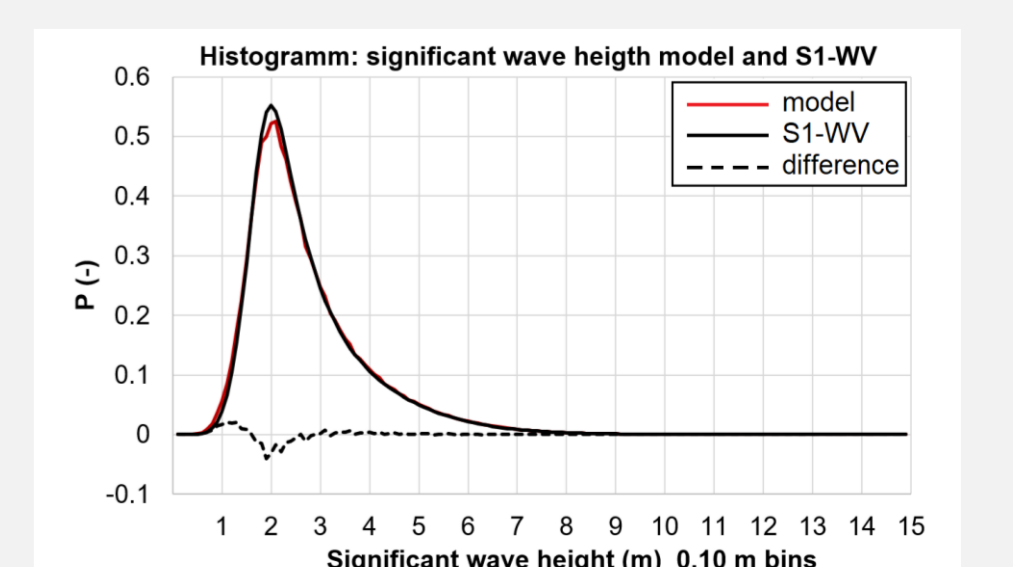 Histogramm: significant wave heigth model and S1-WV
0.6
0.5
0.4
0.3
0.2
0.1
0
-0.1
P (-)
model
S1-WV
difference
1 2 3 4 5 6 7 8 9 10 11 12 13 14 15
Significant wave height (m) 0.10 m bins